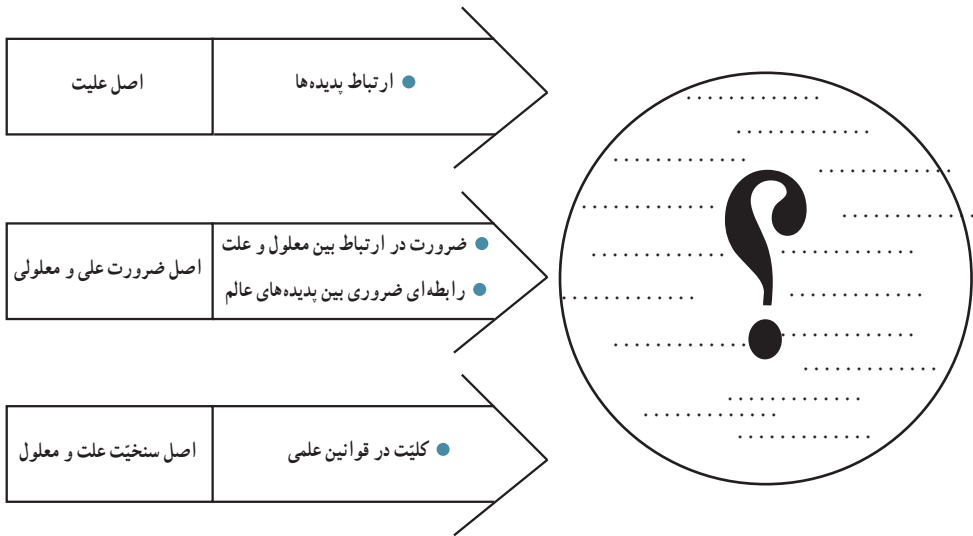 اصل علیت
● ارتباط پدیده‌ها
اصل ضرورت علی و معلولی
● ضرورت در ارتباط بین معلول و علت
● رابطه‌ای ضروری بین پدیده‌های عالم
اصل سنخیّت علت و معلول
● کلیّت در قوانین علمی
؟